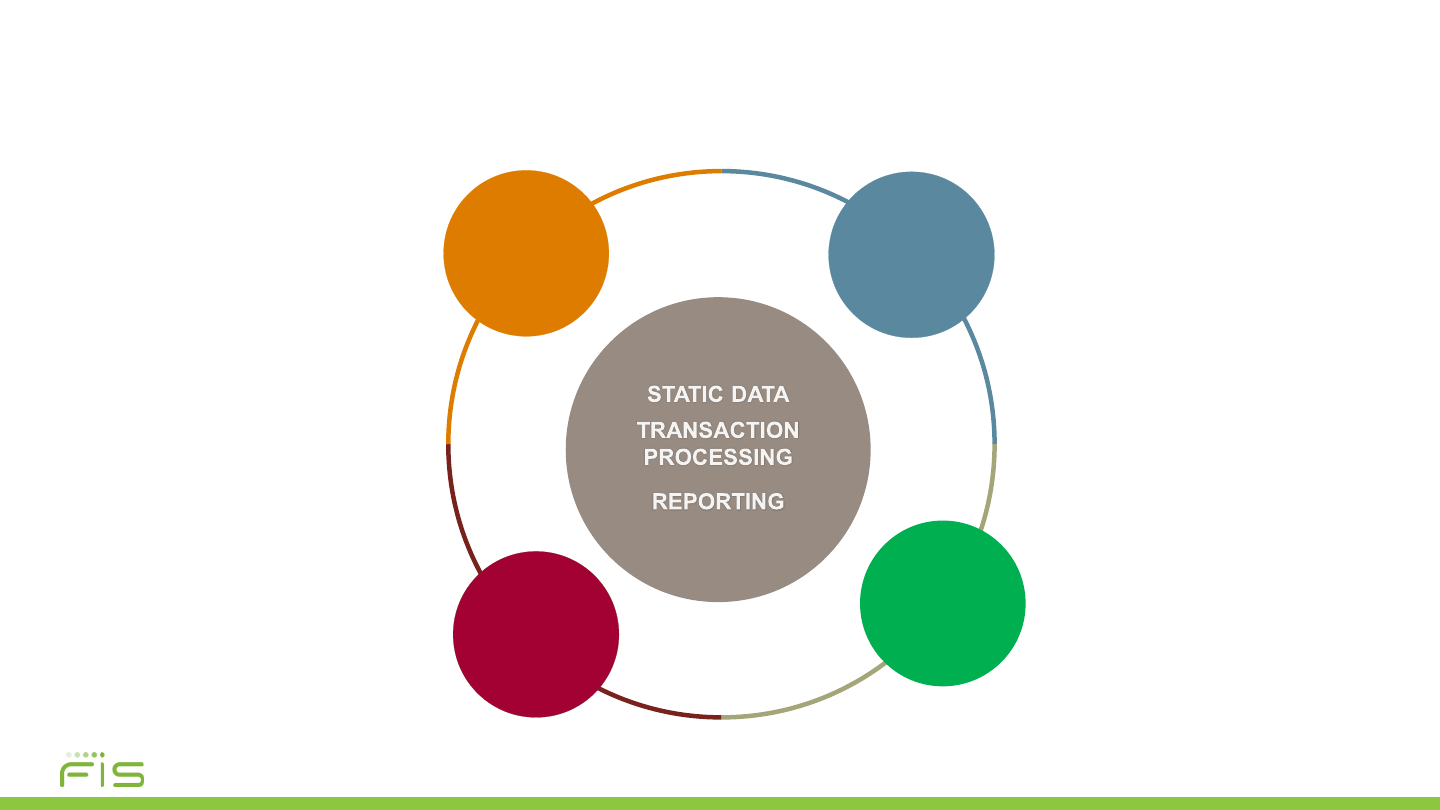 STATIC DATA
TRANSACTION
PROCESSING
REPORTING
FIS